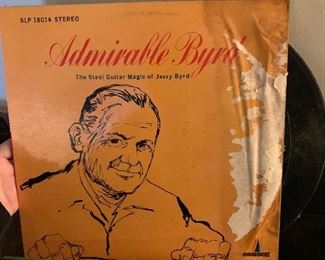 SLP 18014 STEREO
Admirable Byrd
The Steel Guitar Magic of Jerry Byrd
monument